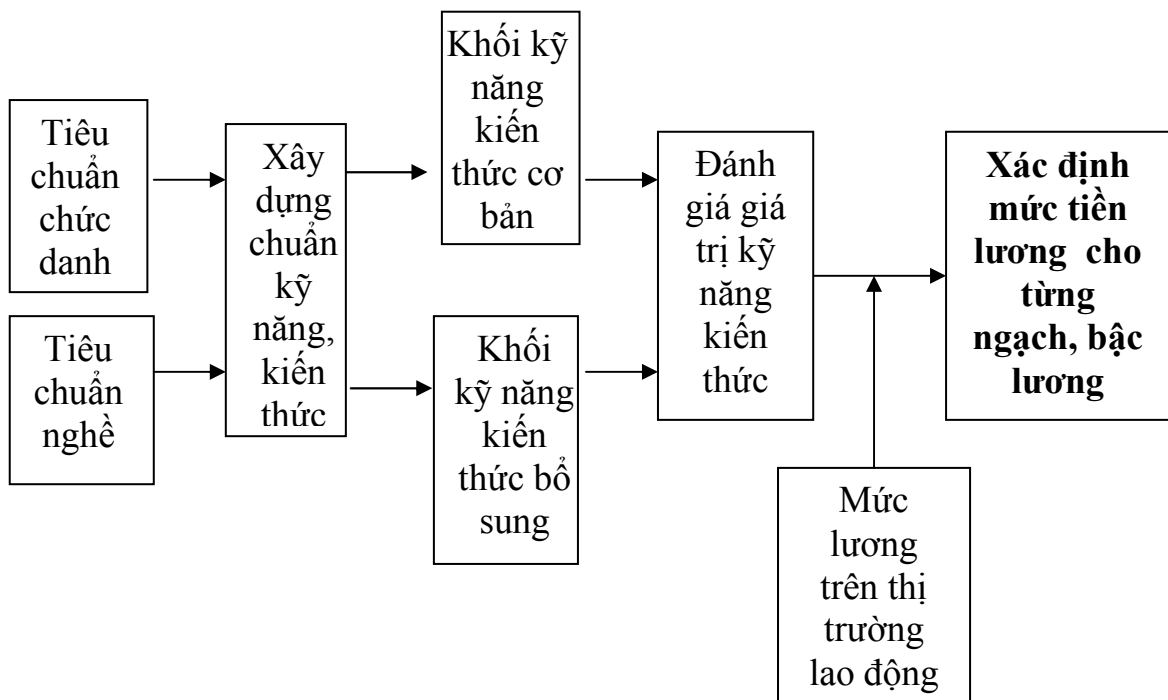 Tiêu
chuẩn
chức
danh
Tiêu
chuẩn
nghề
Xây
dựng
chuẩn
kỹ
năng,
kiến
thức
Khối kỹ
năng
kiến
thức cơ
bản
Khối
kỹ năng
kiến
thức bổ
sung
Đánh
giá giá
trị kỹ
năng
kiến
thức
Mức
lương
trên thị
trường
lao động
Xác định
mức tiền
lương cho
từng
ngạch, bậc
lương